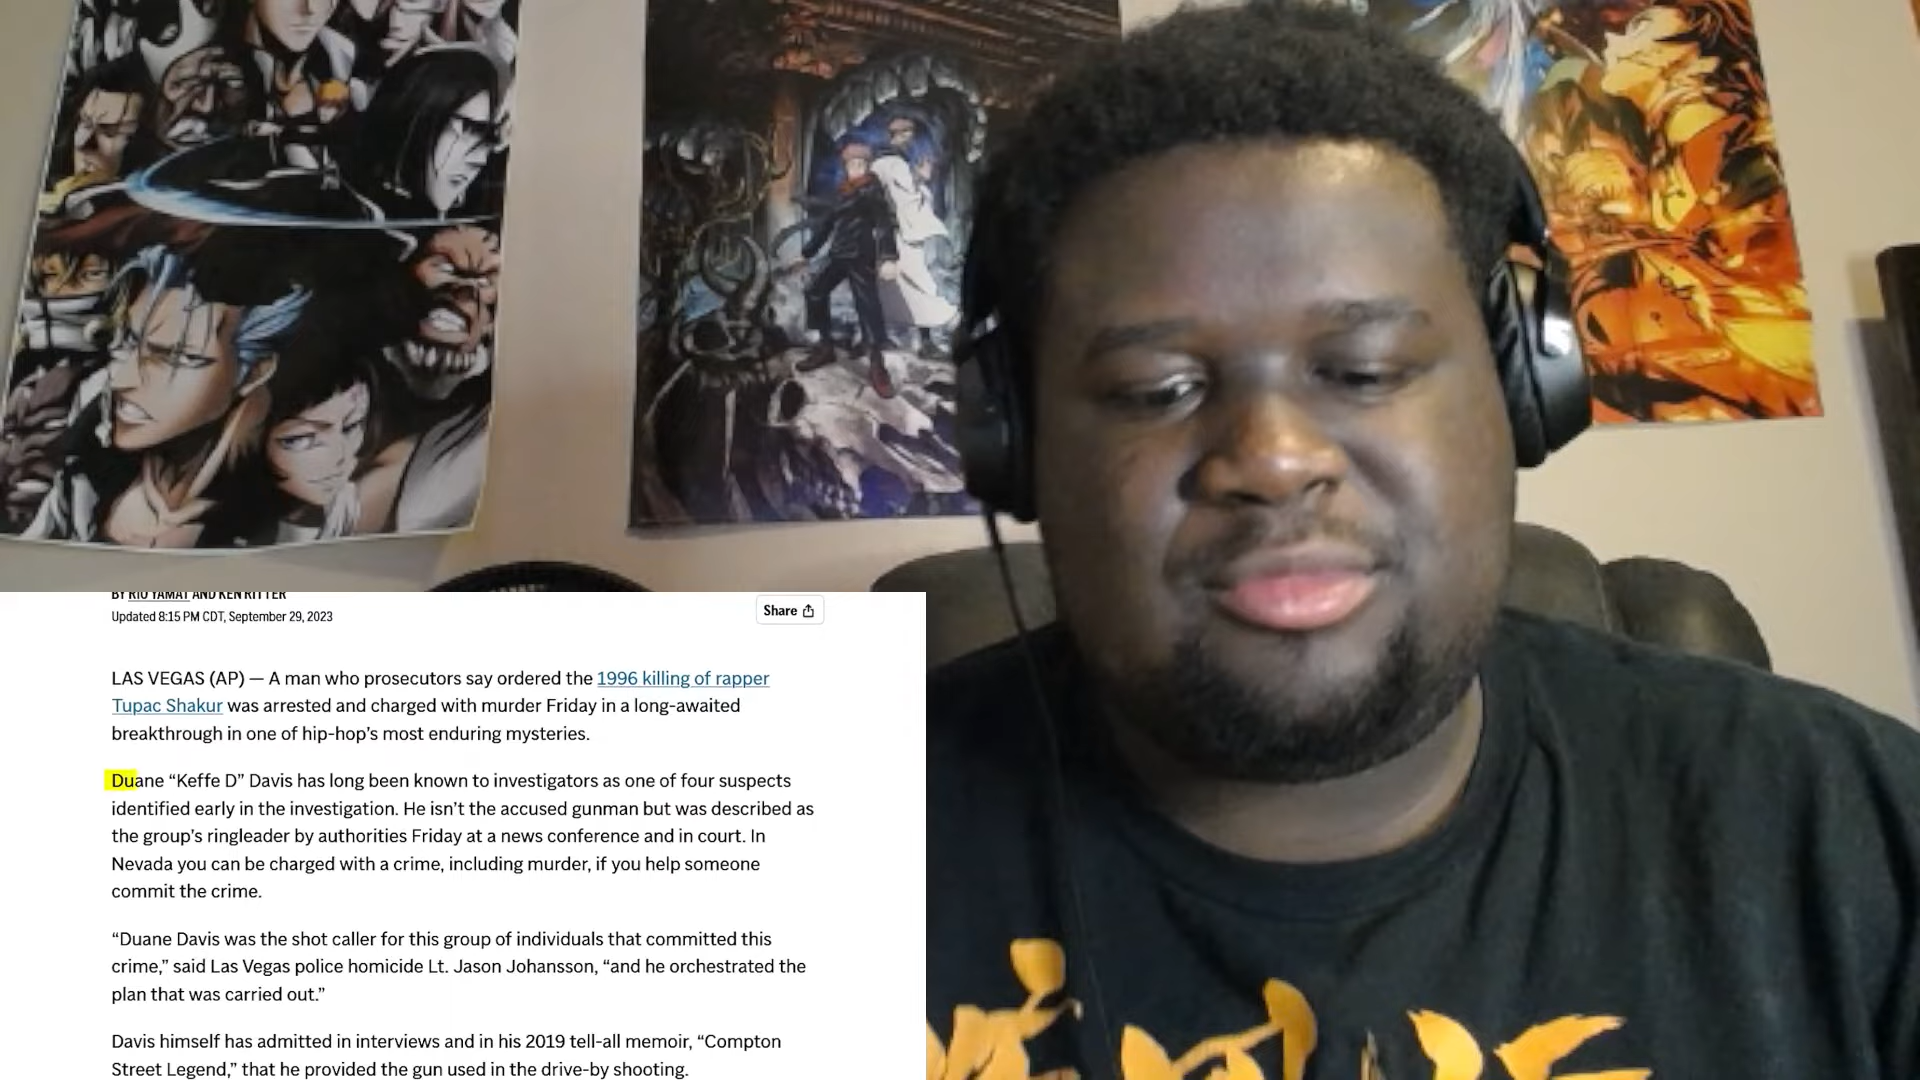 BY RIO YAMAT AND KEN RITTER
Updated 8:15 PM CDT, September 29, 2023
Share
LAS VEGAS (AP) — A man who prosecutors say ordered the 1996 killing of rapper
Tupac Shakur was arrested and charged with murder Friday in a long-awaited
breakthrough in one of hip-hop’s most enduring mysteries.
Duane “Keffe D” Davis has long been known to investigators as one of four suspects
identified early in the investigation. He isn’t the accused gunman but was described as
the group’s ringleader by authorities Friday at a news conference and in court. In
Nevada you can be charged with a crime, including murder, if you help someone
commit the crime.
“Duane Davis was the shot caller for this group of individuals that committed this
crime,” said Las Vegas police homicide Lt. Jason Johansson, “and he orchestrated the
plan that was carried out.”
Davis himself has admitted in interviews and in his 2019 tell-all memoir, “Compton
Street Legend,” that he provided the gun used in the drive-by shooting.